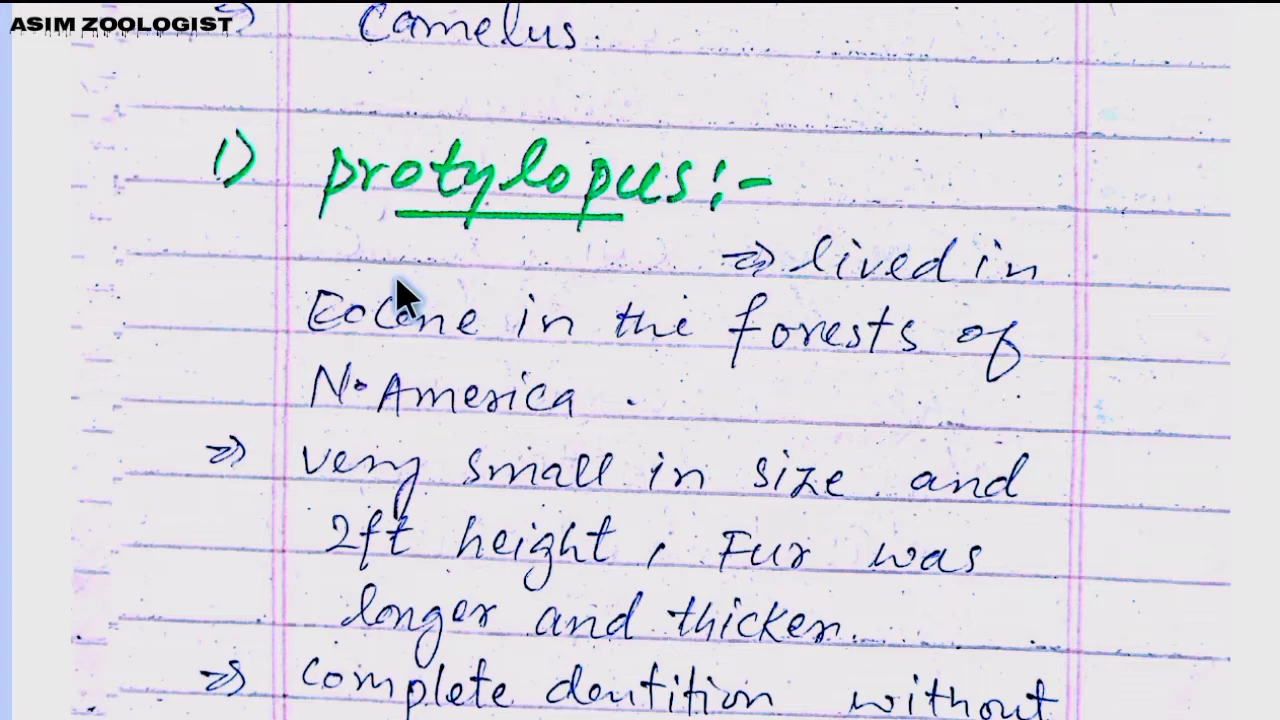 ASIM ZOOLOGIST
⇒ Camelus.
1) protylopus:-
⇒ lived in
Eocene in the forests of
N. America .
⇒ very small in size and
2ft height, Fur was
longer and thicker.
⇒ complete dentition without